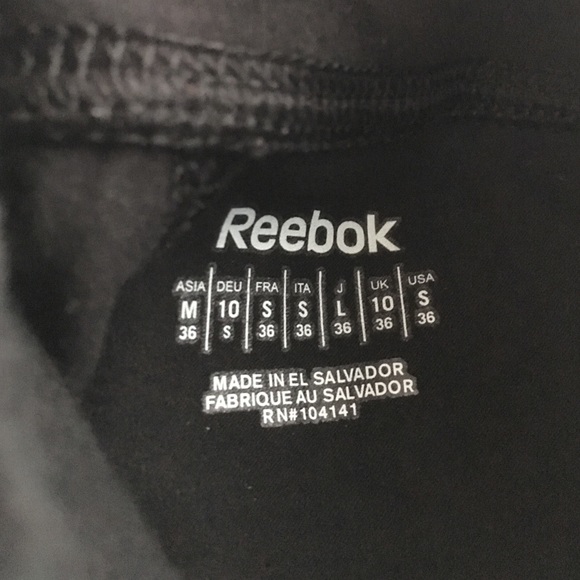 Reebok
ASIA DEU FRA ITA J UK USA
M 10 S S L 10 S
36 S 36 36 36 36 36
MADE IN EL SALVADOR
FABRIQUE AU SALVADOR
RN#104141